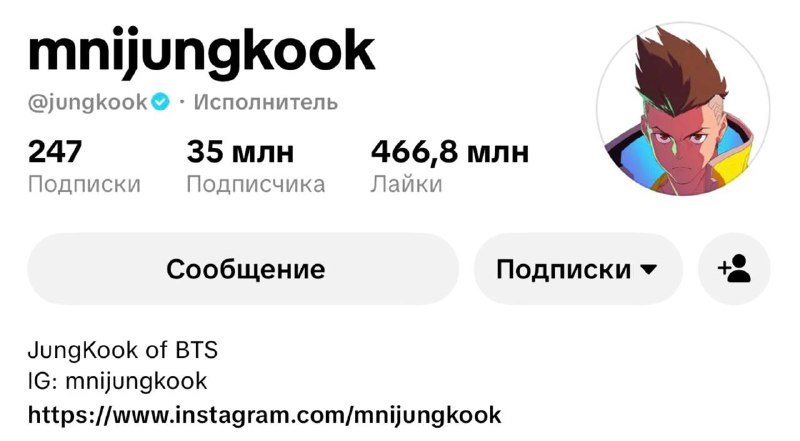 mnijungkook
@jungkook · Исполнитель
247 35 млн 466,8 млн
Подписки Подписчика Лайки
Сообщение Подписки
JungKook of BTS
IG: mnijungkook
https://www.instagram.com/mnijungkook